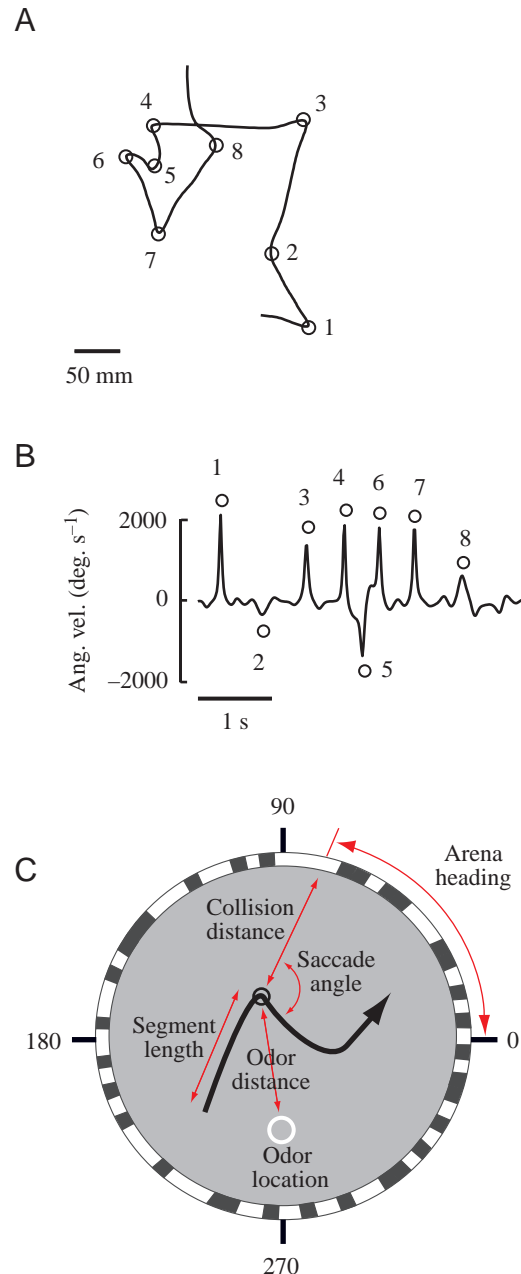 A
4
3
6
5
8
7
2
1
50 mm
B
1
3
4
6
7
8
2
5
Ang. vel. (deg. s–1)
2000
0
–2000
1 s
C
90
Arena
heading
Collision
distance
Saccade
angle
Segment
length
Odor
distance
180
0
Odor
location
270